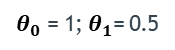 θ₀ = 1; θ₁ = 0.5